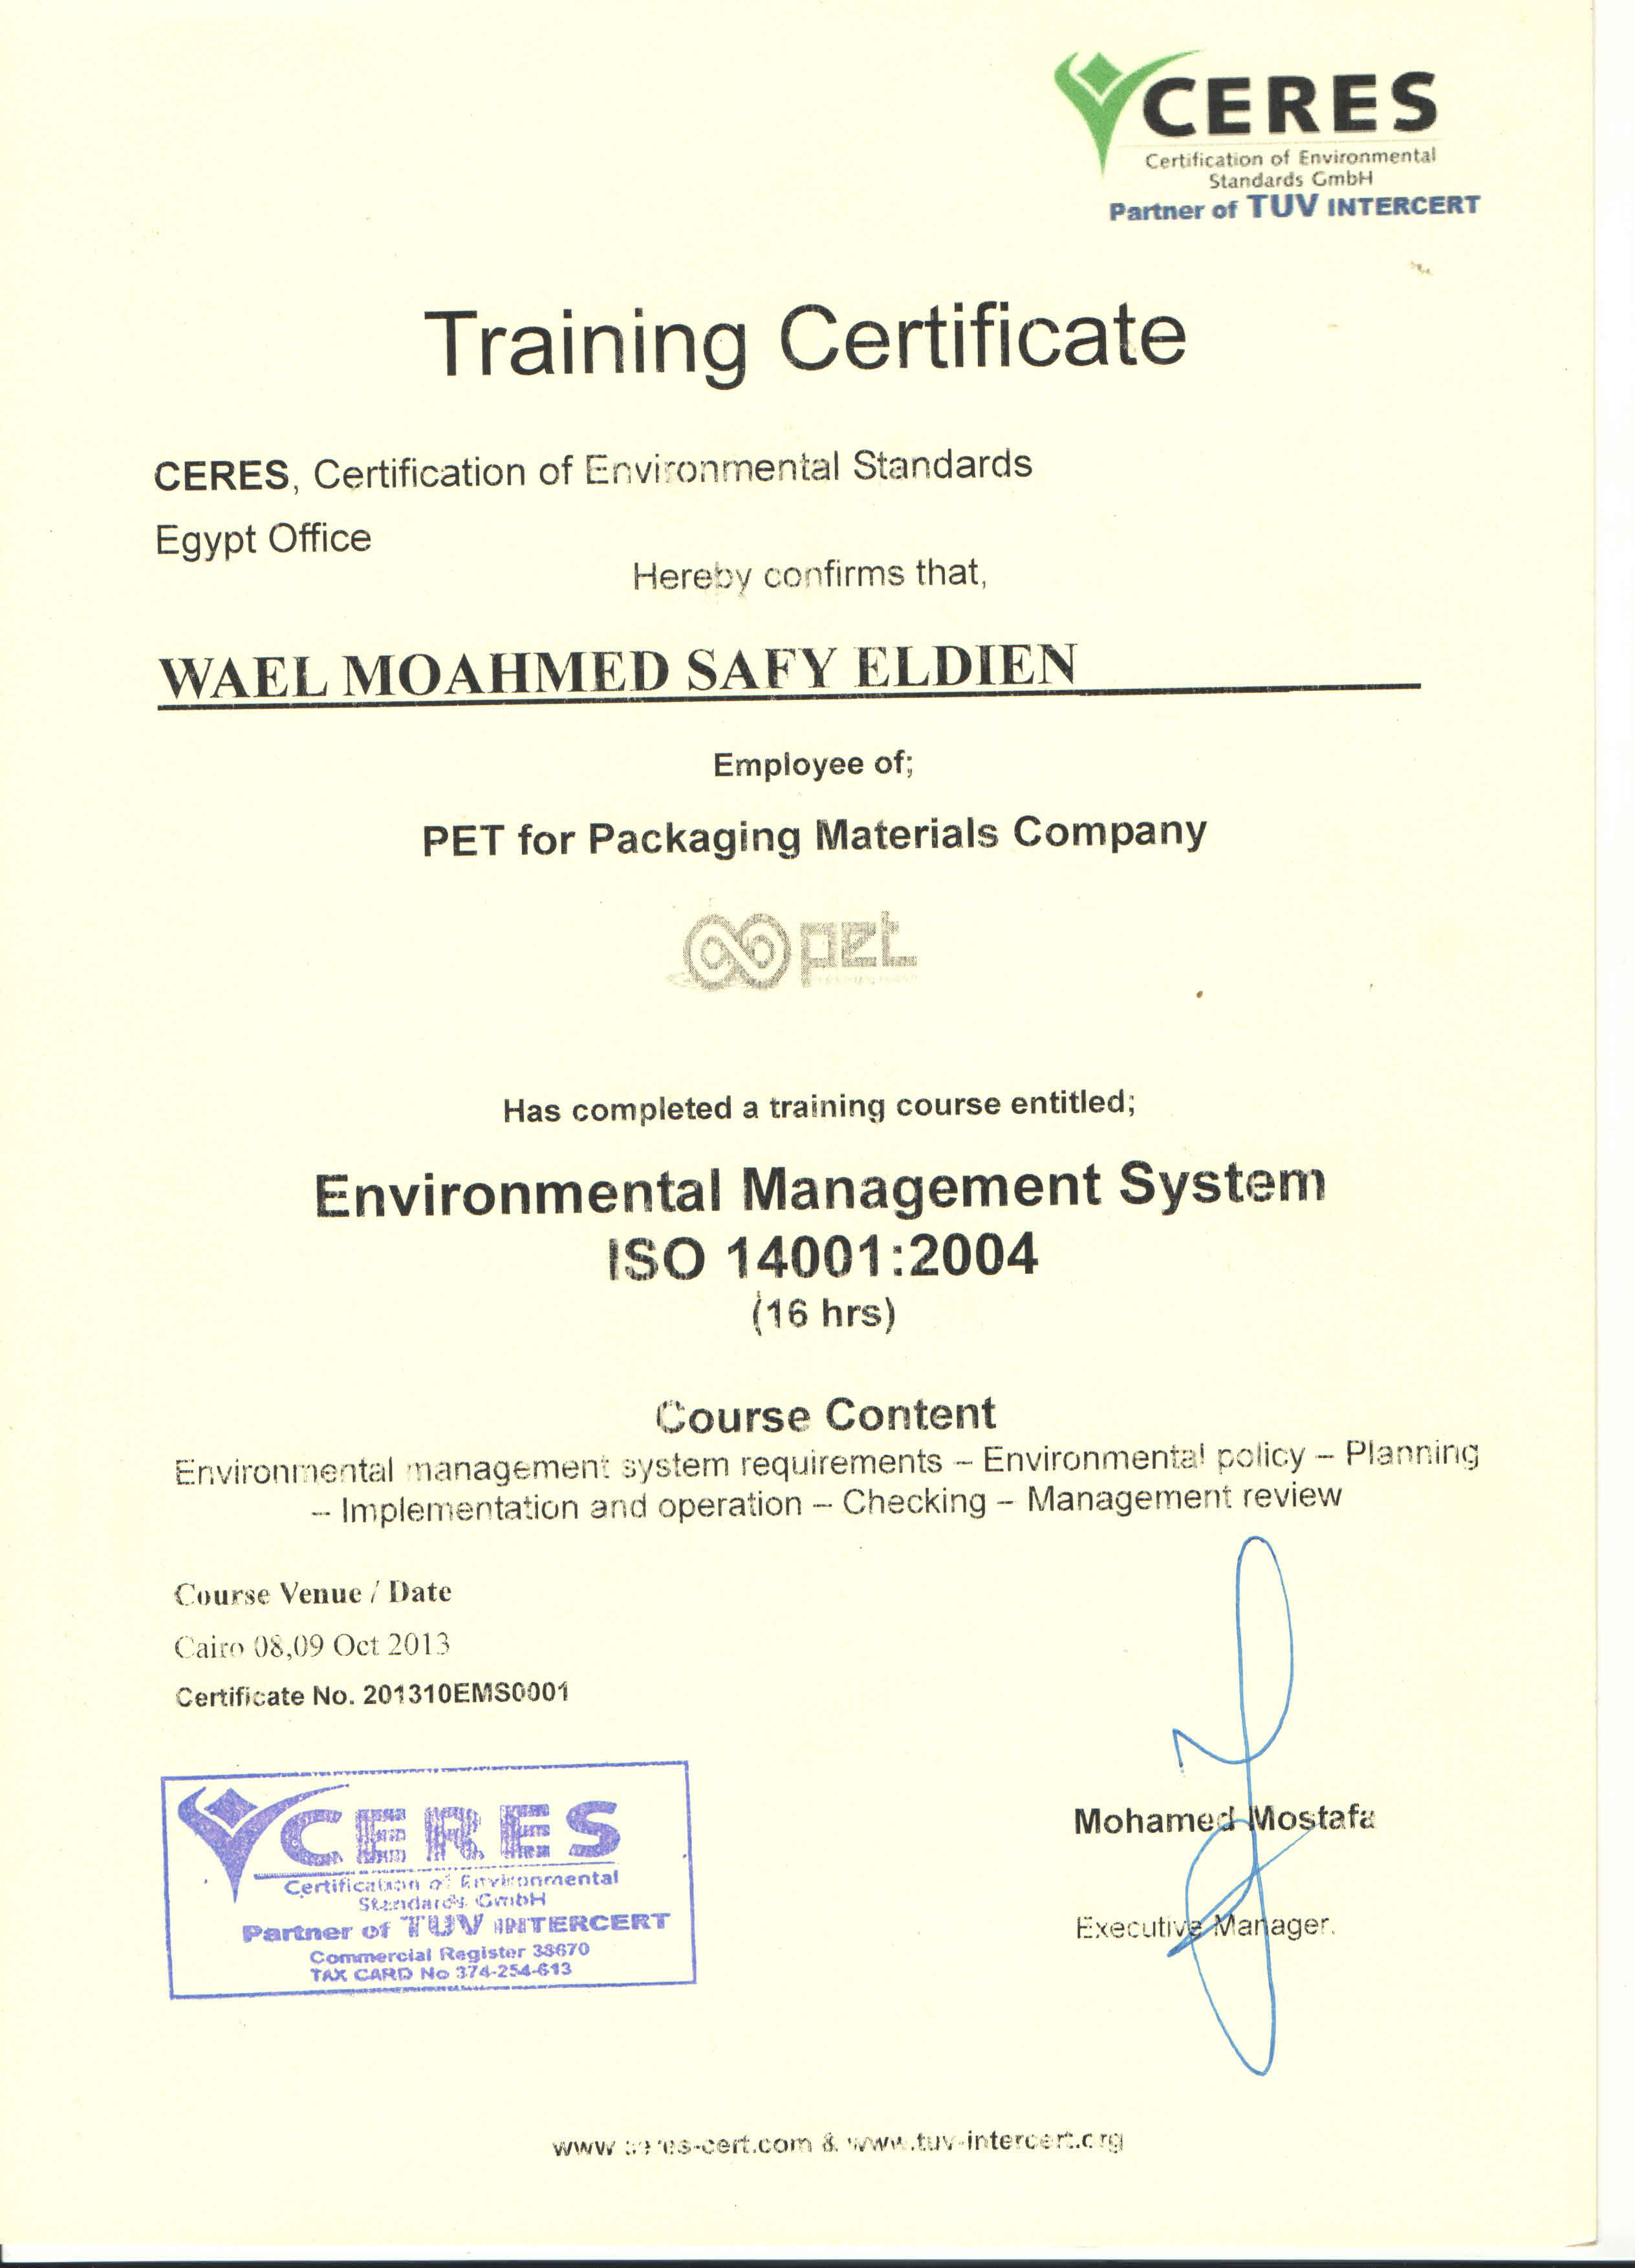 CERES
Certification of Environmental
Standards GmbH
Partner of TUV INTERCERT
Training Certificate
CERES, Certification of Environmental Standards
Egypt Office
Hereby confirms that,
WAEL MOAHMED SAFY ELDIEN
Employee of;
PET for Packaging Materials Company
pet
Has completed a training course entitled;
Environmental Management System
ISO 14001:2004
(16 hrs)
Course Content
Environmental management system requirements – Environmental policy – Planning
– Implementation and operation – Checking – Management review
Course Venue / Date
Cairo 08,09 Oct 2013
Certificate No. 201310EMS0001
CERES
Certification of Environmental
Standards GmbH
Partner of TUV INTERCERT
Commercial Register 38670
TAX CARD No 374-254-613
Mohamed Mostafa
Executive Manager.
www.ceres-cert.com & www.tuv-intercert.org